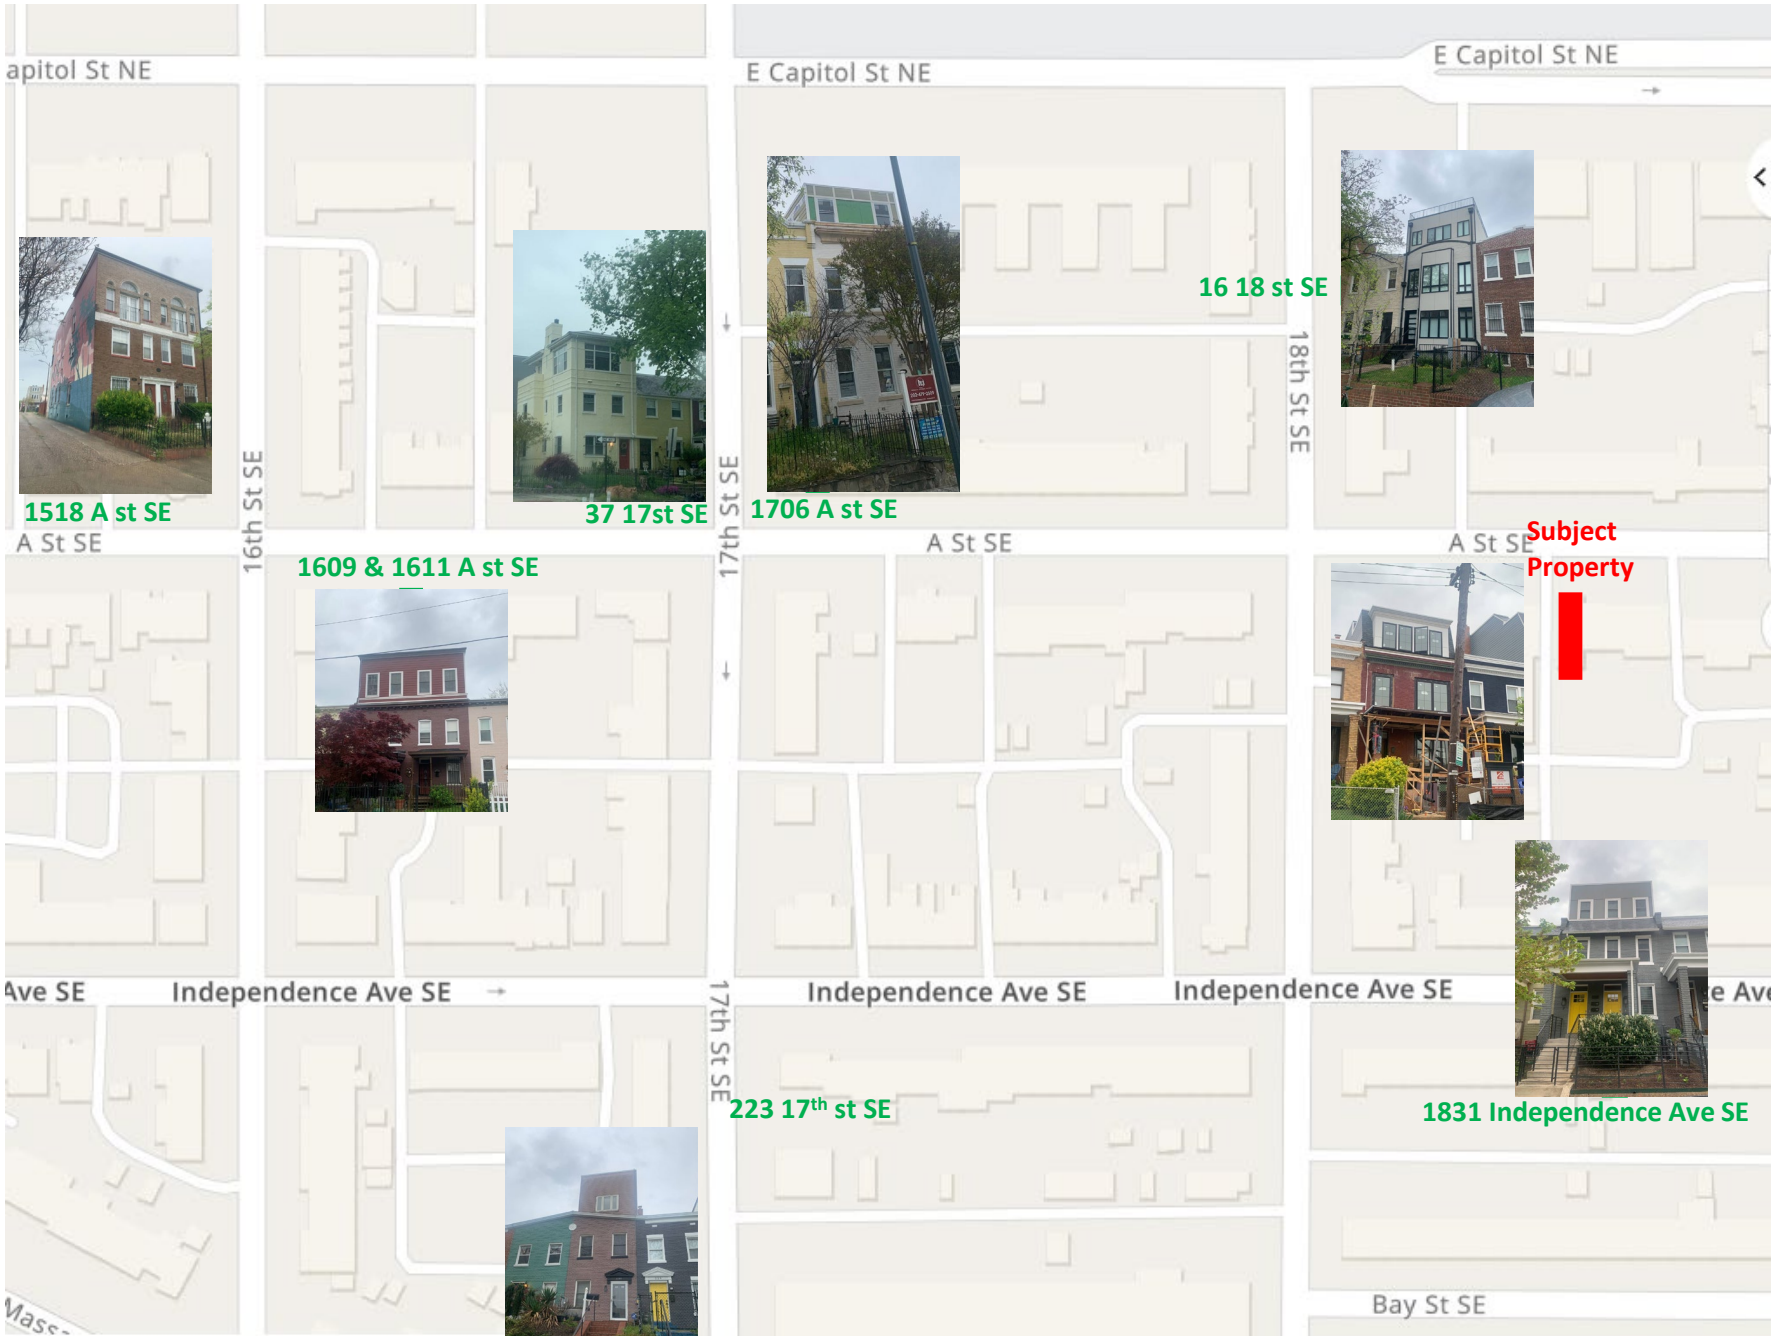 apitol St NE
E Capitol St NE
E Capitol St NE
16 18 st SE
18th St SE
16th St SE
17th St SE
1518 A st SE
37 17st SE
1706 A st SE
A St SE
A St SE
A St SE
Subject
Property
1609 & 1611 A st SE
Ave SE
Independence Ave SE
Independence Ave SE
Independence Ave SE
e Ave
17th St SE
223 17th st SE
1831 Independence Ave SE
Bay St SE
Mass